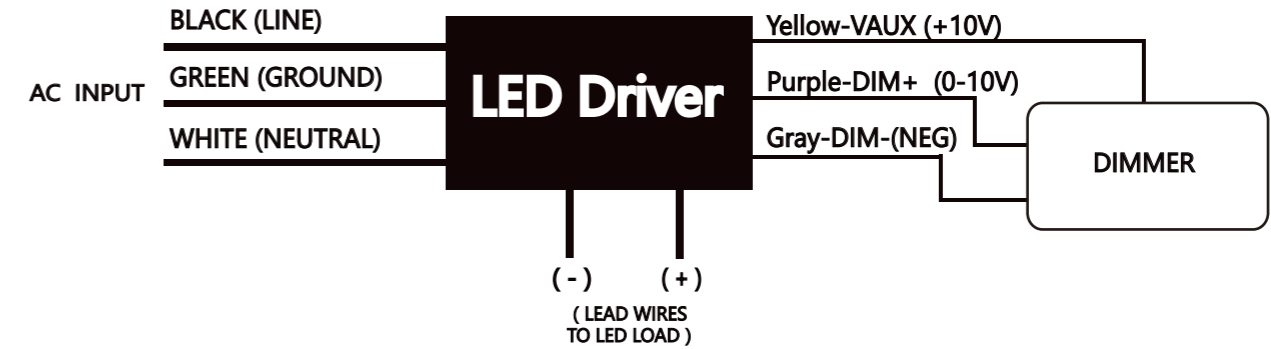 BLACK (LINE)
GREEN (GROUND)
AC INPUT
WHITE (NEUTRAL)
LED Driver
Yellow-VAUX (+10V)
Purple-DIM+ (0-10V)
Gray-DIM-(NEG)
DIMMER
( - )
( + )
( LEAD WIRES
TO LED LOAD )